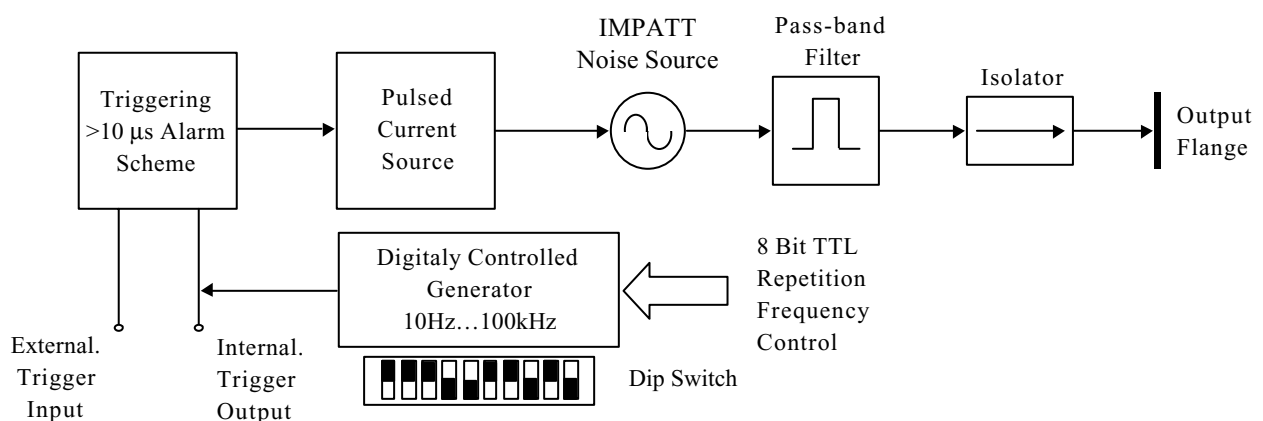 IMPATT
Noise Source
Pass-band
Filter
Isolator
Triggering
>10 μs Alarm
Scheme
Pulsed
Current
Source
Output
Flange
Digitaly Controlled
Generator
10Hz…100kHz
8 Bit TTL
Repetition
Frequency
Control
External.
Trigger
Input
Internal.
Trigger
Output
Dip Switch